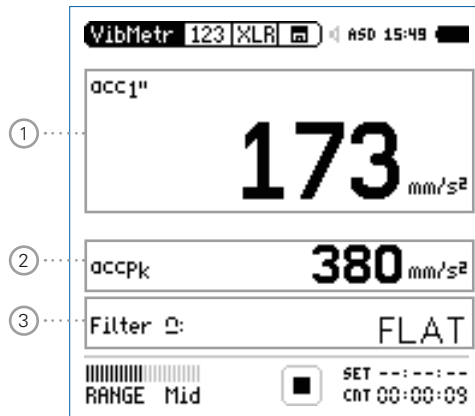 VibMetr 123 XLR ASD 15:49
1
acc1"
173 mm/s²
2
accPk 380 mm/s²
3
Filter Ω: FLAT
SET --:--:--
RANGE Mid CNT 00:00:09